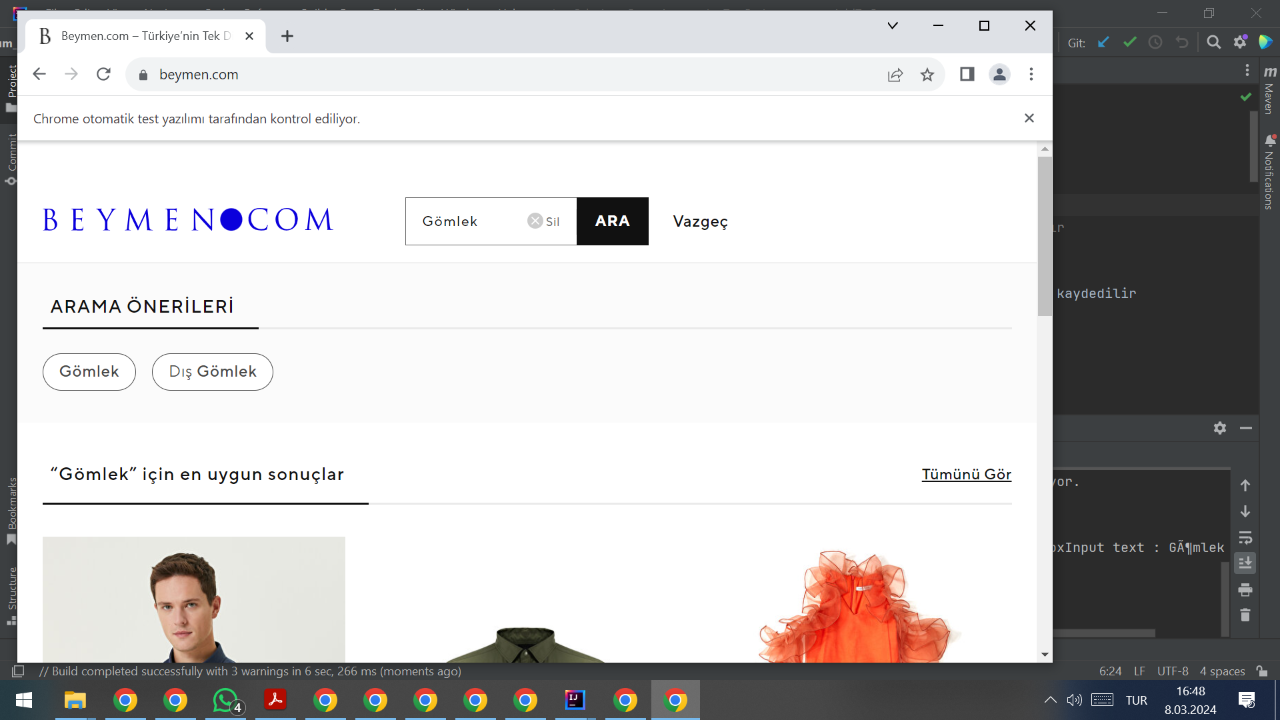 Beymen.com – Türkiye'nin Tek D
Git:
beymen.com
Project
Maven
Chrome otomatik test yazılımı tarafından kontrol ediliyor.
Commit
Notifications
BEYMEN COM
Gömlek
Sil
ARA
Vazgeç
ir
kaydedilir
ARAMA ÖNERİLERİ
Gömlek
Dış Gömlek
“Gömlek” için en uygun sonuçlar
Tümünü Gör
yor.
Bookmarks
oxInput text : GÃ¶mlek
Structure
// Build completed successfully with 3 warnings in 6 sec, 266 ms (moments ago)
6:24 LF UTF-8 4 spaces
4
TUR
16:48
8.03.2024